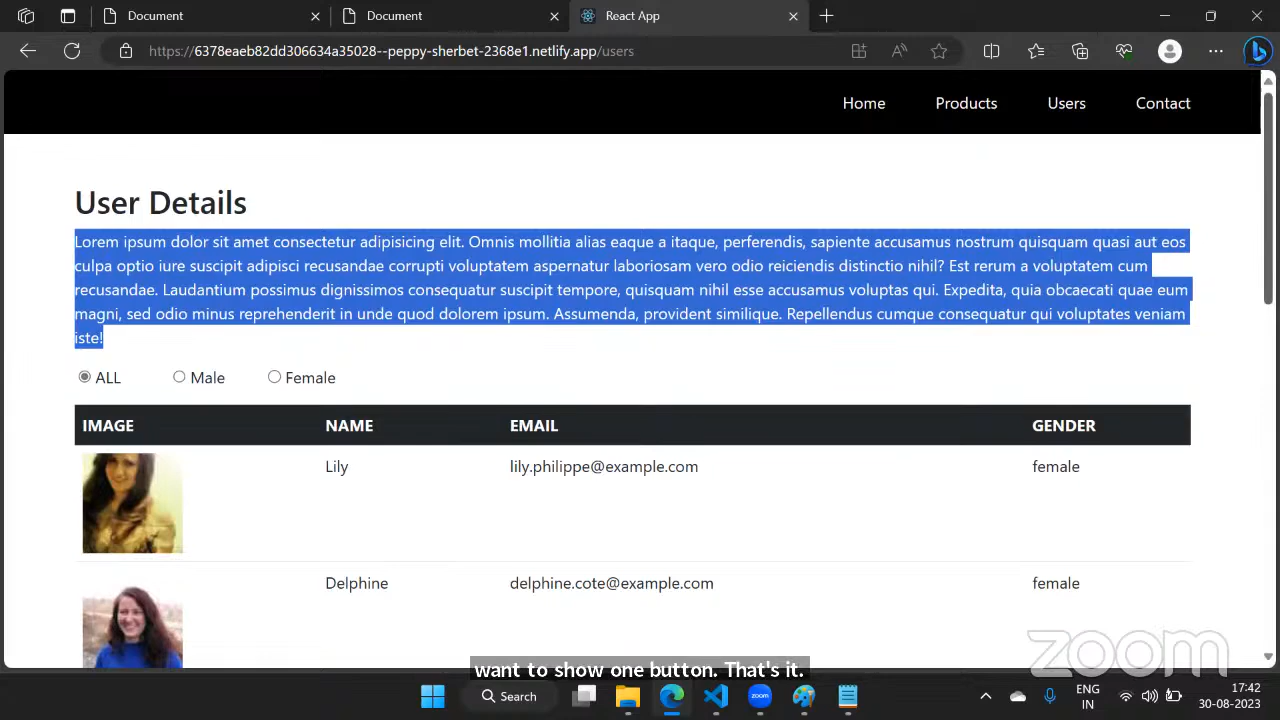 Document
Document
React App
https://6378eaeb82dd306634a35028--peppy-sherbet-2368e1.netlify.app/users
Home
Products
Users
Contact
User Details
Lorem ipsum dolor sit amet consectetur adipisicing elit. Omnis mollitia alias eaque a itaque, perferendis, sapiente accusamus nostrum quisquam quasi aut eos
culpa optio iure suscipit adipisci recusandae corrupti voluptatem aspernatur laboriosam vero odio reiciendis distinctio nihil? Est rerum a voluptatem cum
recusandae. Laudantium possimus dignissimos consequatur suscipit tempore, quisquam nihil esse accusamus voluptas qui. Expedita, quia obcaecati quae eum
magni, sed odio minus reprehenderit in unde quod dolorem ipsum. Assumenda, provident similique. Repellendus cumque consequatur qui voluptates veniam
iste!
ALL
Male
Female
IMAGE
NAME
EMAIL
GENDER
Lily
lily.philippe@example.com
female
Delphine
delphine.cote@example.com
female
zoom
want to show one button. That's it.
Search
zoom
ENG
IN
17:42
30-08-2023